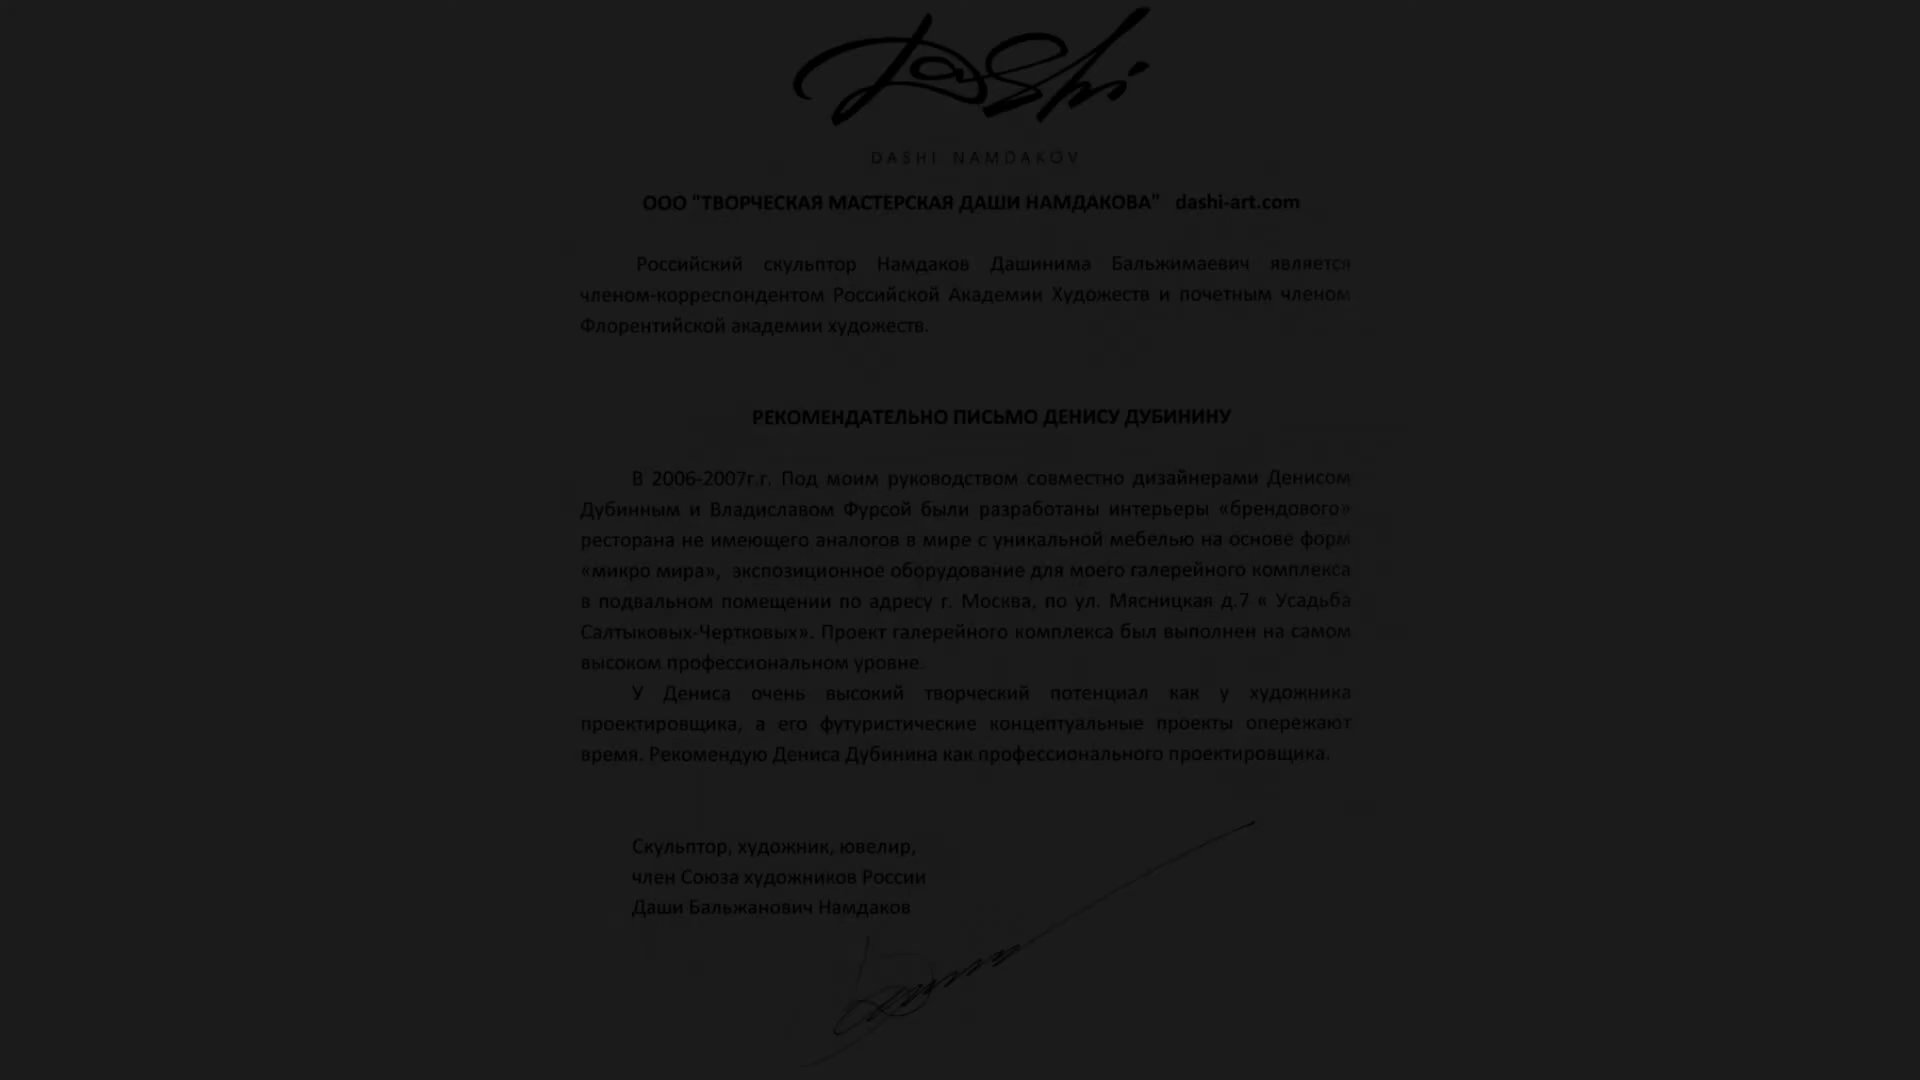 Dashi
DASHI NAMDAKOV
ООО "ТВОРЧЕСКАЯ МАСТЕРСКАЯ ДАШИ НАМДАКОВА" dashi-art.com
Российский скульптор Намдаков Дашинима Бальжимаевич является
членом-корреспондентом Российской Академии Художеств и почетным членом
Флорентийской академии художеств.
РЕКОМЕНДАТЕЛЬНО ПИСЬМО ДЕНИСУ ДУБИНИНУ
В 2006-2007г.г. Под моим руководством совместно дизайнерами Денисом
Дубинным и Владиславом Фурсой были разработаны интерьеры «брендового»
ресторана не имеющего аналогов в мире с уникальной мебелью на основе форм
«микро мира», экспозиционное оборудование для моего галерейного комплекса
в подвальном помещении по адресу г. Москва, по ул. Мясницкая д.7 « Усадьба
Салтыковых-Чертковых». Проект галерейного комплекса был выполнен на самом
высоком профессиональном уровне.
У Дениса очень высокий творческий потенциал как у художника
проектировщика, а его футуристические концептуальные проекты опережают
время. Рекомендую Дениса Дубинина как профессионального проектировщика.
Скульптор, художник, ювелир,
член Союза художников России
Даши Бальжанович Намдаков